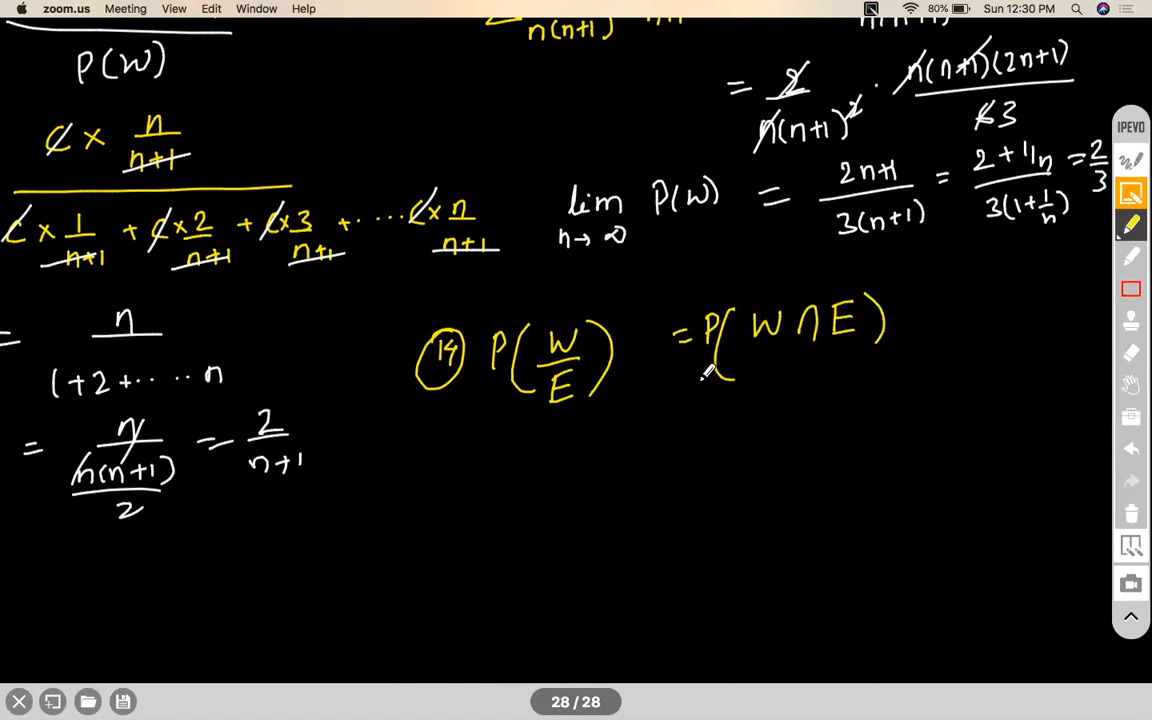 zoom.us Meeting View Edit Window Help 80% Sun 12:30 PM
n(n+1)
P(W)
= 2/n(n+1)² · n(n+1)(2n+1)/63
¢ × n/n+1
¢ × 1/n+1 + ¢ × 2/n+1 + ¢ × 3/n+1 + ···· ¢ × n/n+1
lim n→∞ P(W) = 2n+1/3(n+1) = 2+1/n/3(1+1/n) = 2/3
= n/1+2+·····n
14 P(W/E) = P(W∩E)
(
= n/n(n+1)/2 = 2/n+1
IPEVO
28 / 28